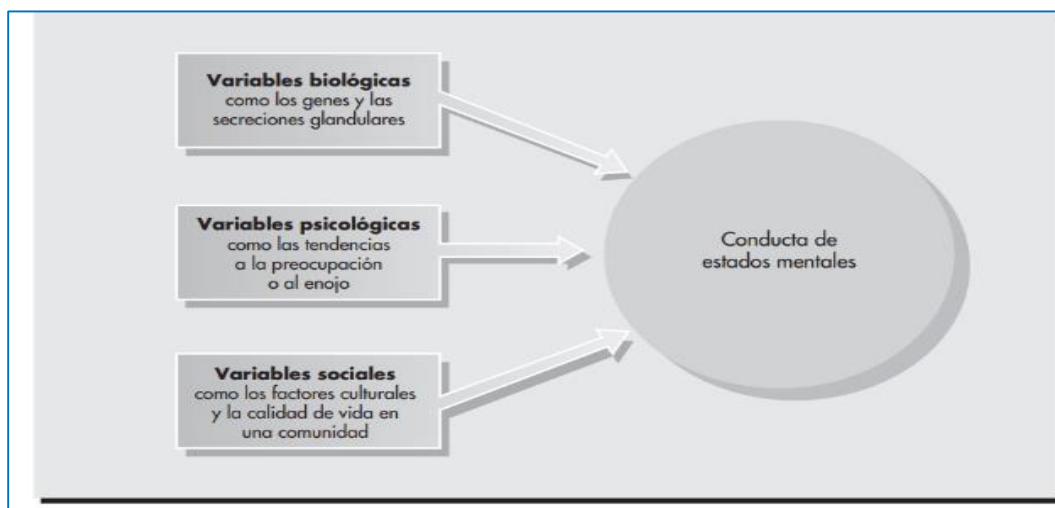 Variables biológicas
como los genes y las
secreciones glandulares
Variables psicológicas
como las tendencias
a la preocupación
o al enojo
Variables sociales
como los factores culturales
y la calidad de vida en
una comunidad
Conducta de
estados mentales